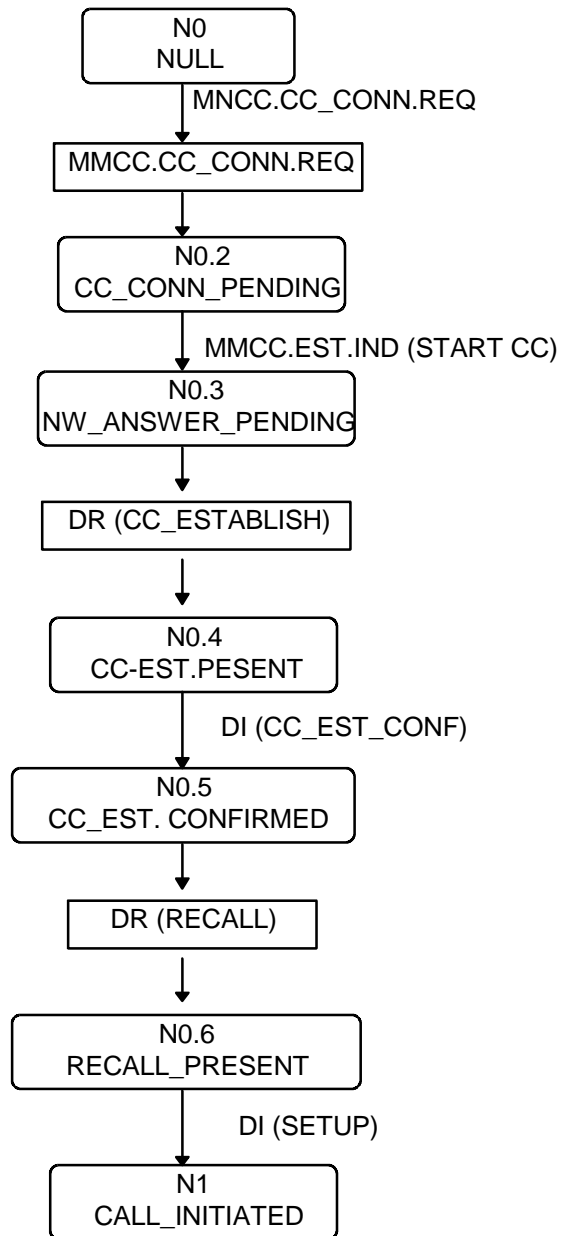 N0
NULL
MNCC.CC_CONN.REQ
MMCC.CC_CONN.REQ
N0.2
CC_CONN_PENDING
MMCC.EST.IND (START CC)
N0.3
NW_ANSWER_PENDING
DR (CC_ESTABLISH)
N0.4
CC-EST.PESENT
DI (CC_EST_CONF)
N0.5
CC_EST. CONFIRMED
DR (RECALL)
N0.6
RECALL_PRESENT
DI (SETUP)
N1
CALL_INITIATED